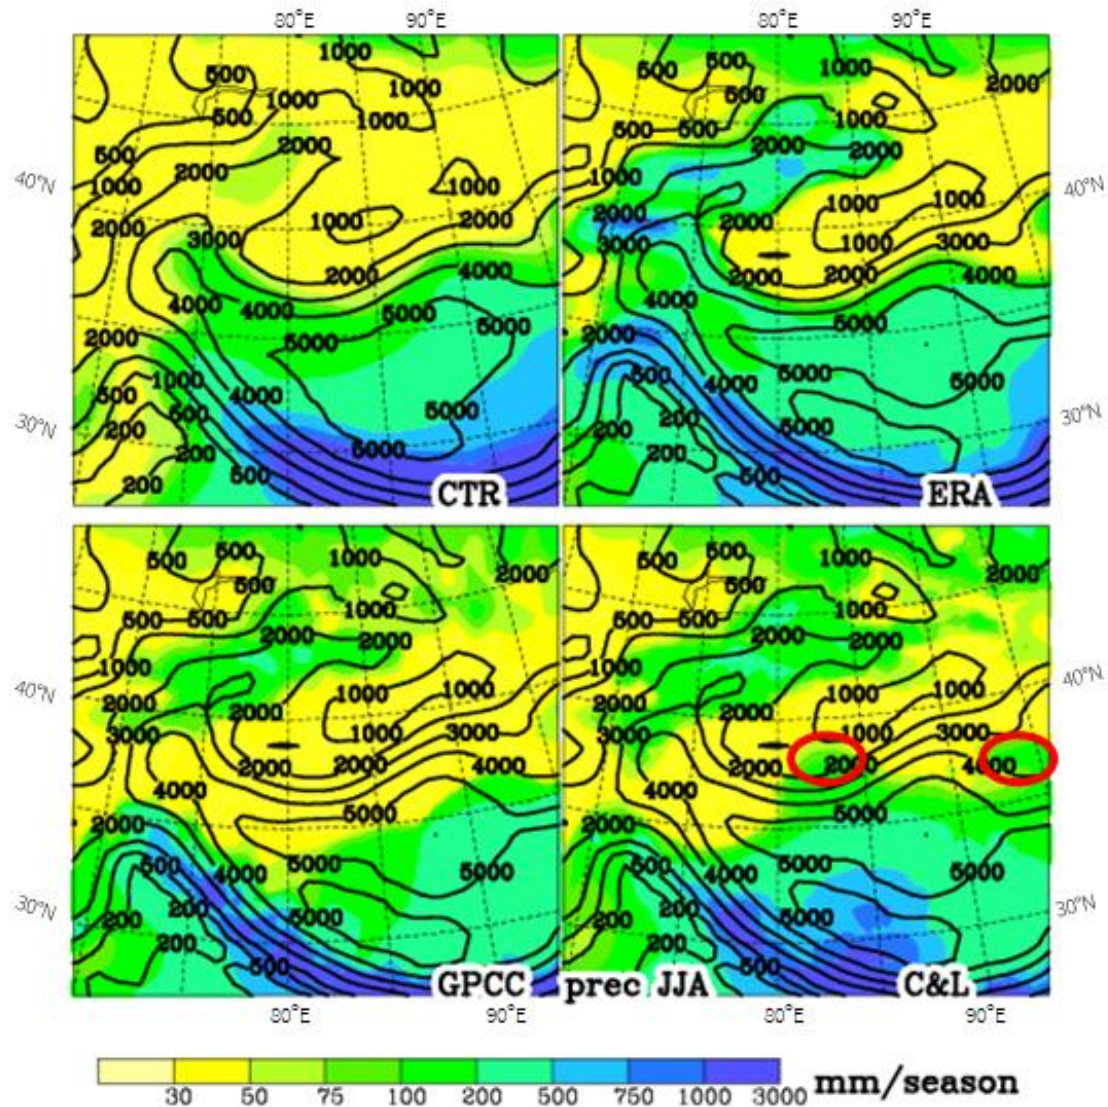 80°E 90°E 80°E 90°E
500 1000 500 1000 500 1000
500 2000 1000 2000
1000 2000 3000 2000 1000 1000 2000
4000 4000 2000 4000 5000 5000
2000 5000 1000 500 4000 500 5000
200 200 200 500 5000
CTR
500 500 1000 2000 500 500 1000
1000 2000 2000 1000
2000 2000 1000 3000 3000 1000
2000 2000 4000 4000 5000
2000 5000 500 4000 5000
200 200 5000 200 500
ERA
40°N 40°N
30°N 30°N
500 500 1000 2000
500 500 500 1000
2000 2000 1000 1000 1000
2000 2000 3000 3000
2000 2000 4000 4000 5000
2000 500 4000 5000 5000
200 200 200 500
GPCC
500 500 1000 2000
500 500 500 1000
2000 2000 1000 1000 1000
2000 2000 3000 3000
2000 2000 4000 4000 5000
2000 500 4000 5000 5000
200 200 200 500
prec JJA C&L
40°N 40°N
30°N 30°N
80°E 90°E 80°E 90°E
30 50 75 100 200 500 750 1000 3000 mm/season